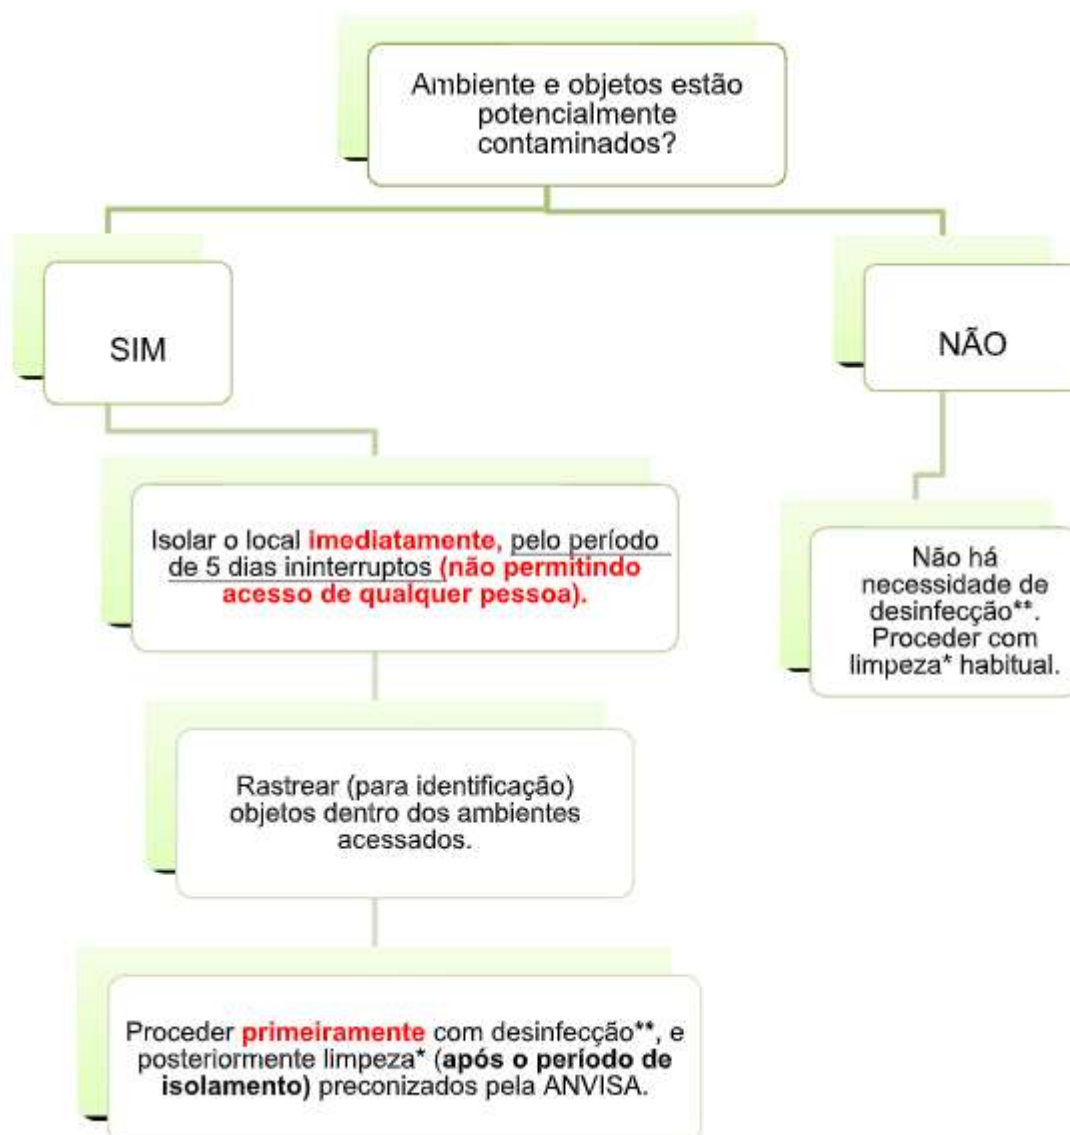 Ambiente e objetos estão
potencialmente
contaminados?
SIM
NÃO
Isolar o local imediatamente, pelo período
de 5 dias ininterruptos (não permitindo
acesso de qualquer pessoa).
Não há
necessidade de
desinfecção**.
Proceder com
limpeza* habitual.
Rastrear (para identificação)
objetos dentro dos ambientes
acessados.
Proceder primeiramente com desinfecção**, e
posteriormente limpeza* (após o período de
isolamento) preconizados pela ANVISA.